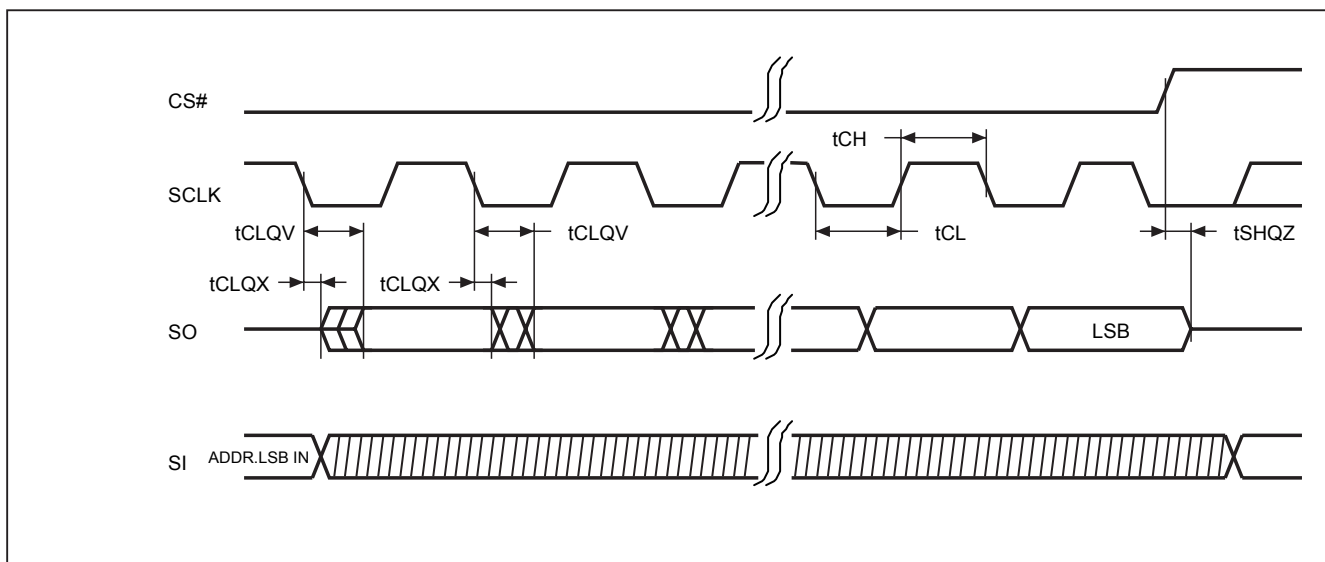 CS#
tCH
SCLK
tCLQV
tCLQV
tCL
tSHQZ
tCLQX
tCLQX
SO
LSB
SI
ADDR.LSB IN